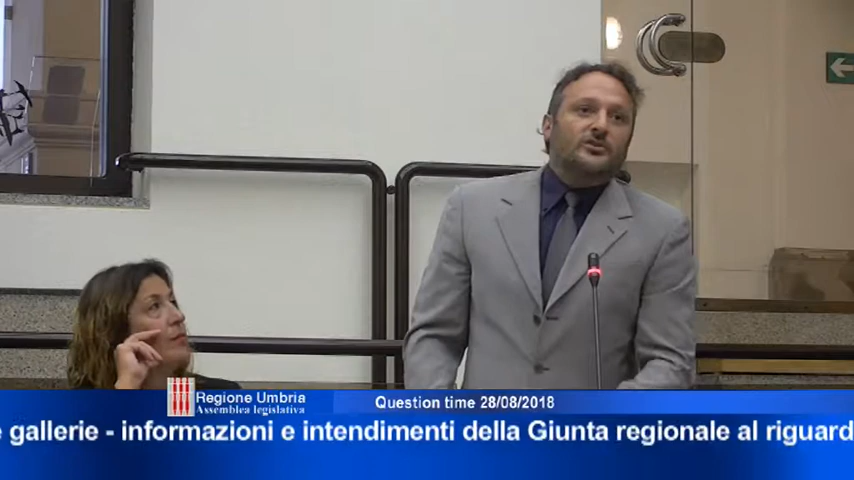 Regione Umbria
Assemblea legislativa
Question time 28/08/2018
e gallerie - informazioni e intendimenti della Giunta regionale al riguard